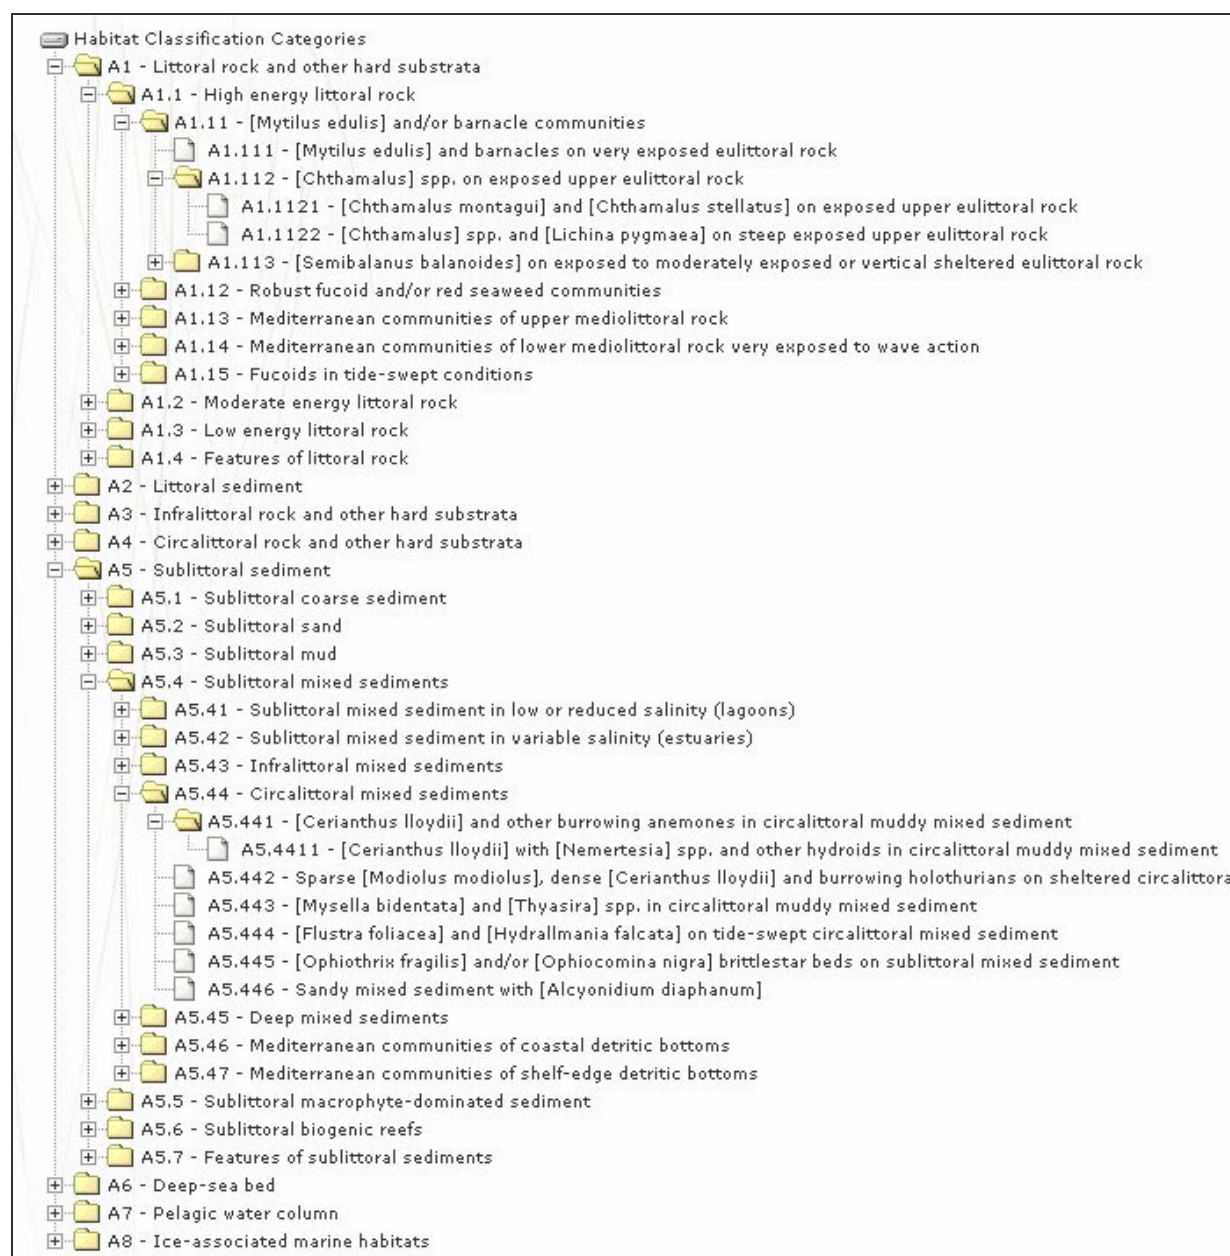 Habitat Classification Categories
A1 - Littoral rock and other hard substrata
A1.1 - High energy littoral rock
A1.11 - [Mytilus edulis] and/or barnacle communities
A1.111 - [Mytilus edulis] and barnacles on very exposed eulittoral rock
A1.112 - [Chthamalus] spp. on exposed upper eulittoral rock
A1.1121 - [Chthamalus montagui] and [Chthamalus stellatus] on exposed upper eulittoral rock
A1.1122 - [Chthamalus] spp. and [Lichina pygmaea] on steep exposed upper eulittoral rock
A1.113 - [Semibalanus balanoides] on exposed to moderately exposed or vertical sheltered eulittoral rock
A1.12 - Robust fucoid and/or red seaweed communities
A1.13 - Mediterranean communities of upper mediolittoral rock
A1.14 - Mediterranean communities of lower mediolittoral rock very exposed to wave action
A1.15 - Fucoids in tide-swept conditions
A1.2 - Moderate energy littoral rock
A1.3 - Low energy littoral rock
A1.4 - Features of littoral rock
A2 - Littoral sediment
A3 - Infralittoral rock and other hard substrata
A4 - Circalittoral rock and other hard substrata
A5 - Sublittoral sediment
A5.1 - Sublittoral coarse sediment
A5.2 - Sublittoral sand
A5.3 - Sublittoral mud
A5.4 - Sublittoral mixed sediments
A5.41 - Sublittoral mixed sediment in low or reduced salinity (lagoons)
A5.42 - Sublittoral mixed sediment in variable salinity (estuaries)
A5.43 - Infralittoral mixed sediments
A5.44 - Circalittoral mixed sediments
A5.441 - [Cerianthus lloydii] and other burrowing anemones in circalittoral muddy mixed sediment
A5.4411 - [Cerianthus lloydii] with [Nemertesia] spp. and other hydroids in circalittoral muddy mixed sediment
A5.442 - Sparse [Modiolus modiolus], dense [Cerianthus lloydii] and burrowing holothurians on sheltered circalittora
A5.443 - [Mysella bidentata] and [Thyasira] spp. in circalittoral muddy mixed sediment
A5.444 - [Flustra foliacea] and [Hydrallmania falcata] on tide-swept circalittoral mixed sediment
A5.445 - [Ophiothrix fragilis] and/or [Ophiocomina nigra] brittlestar beds on sublittoral mixed sediment
A5.446 - Sandy mixed sediment with [Alcyonidium diaphanum]
A5.45 - Deep mixed sediments
A5.46 - Mediterranean communities of coastal detritic bottoms
A5.47 - Mediterranean communities of shelf-edge detritic bottoms
A5.5 - Sublittoral macrophyte-dominated sediment
A5.6 - Sublittoral biogenic reefs
A5.7 - Features of sublittoral sediments
A6 - Deep-sea bed
A7 - Pelagic water column
A8 - Ice-associated marine habitats